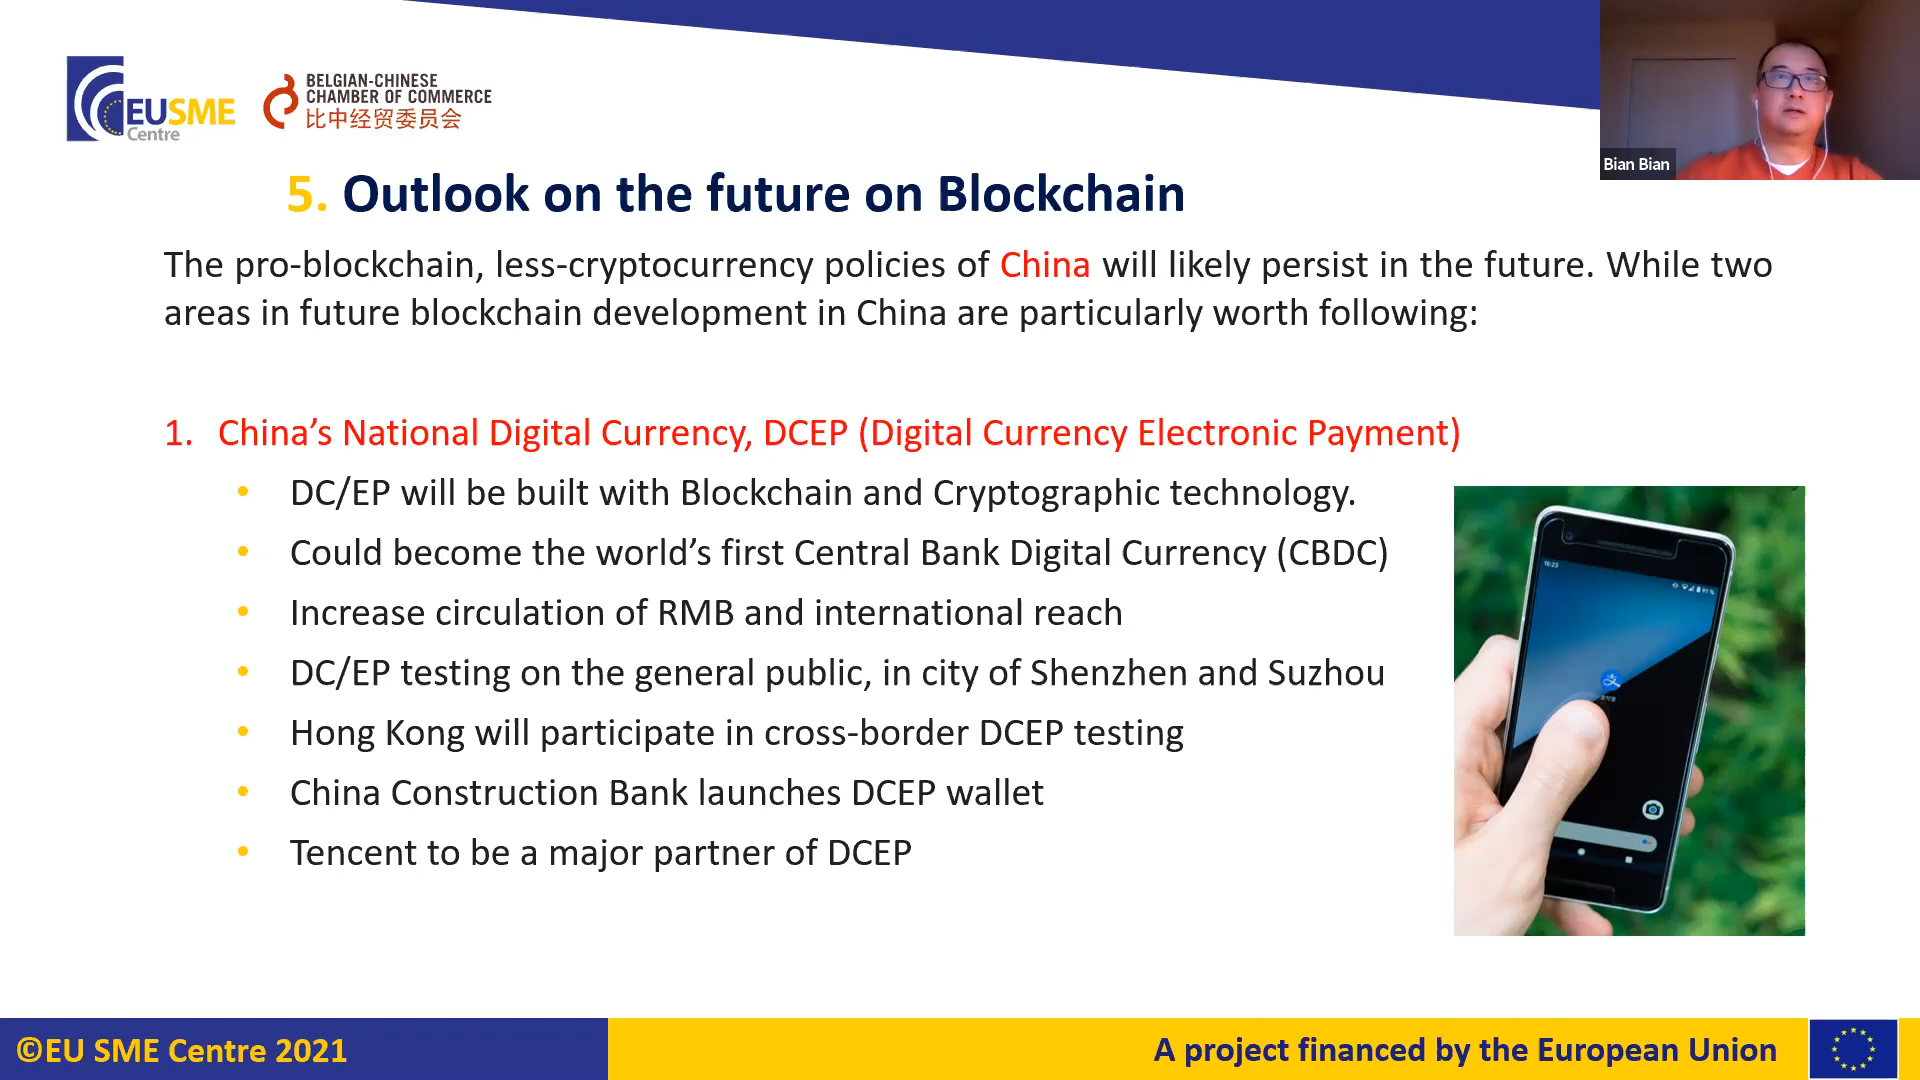 EUSME
Centre
BELGIAN-CHINESE
CHAMBER OF COMMERCE
比中经贸委员会
Bian Bian
5. Outlook on the future on Blockchain
The pro-blockchain, less-cryptocurrency policies of China will likely persist in the future. While two
areas in future blockchain development in China are particularly worth following:
1. China’s National Digital Currency, DCEP (Digital Currency Electronic Payment)
• DC/EP will be built with Blockchain and Cryptographic technology.
• Could become the world’s first Central Bank Digital Currency (CBDC)
• Increase circulation of RMB and international reach
• DC/EP testing on the general public, in city of Shenzhen and Suzhou
• Hong Kong will participate in cross-border DCEP testing
• China Construction Bank launches DCEP wallet
• Tencent to be a major partner of DCEP
©EU SME Centre 2021
A project financed by the European Union